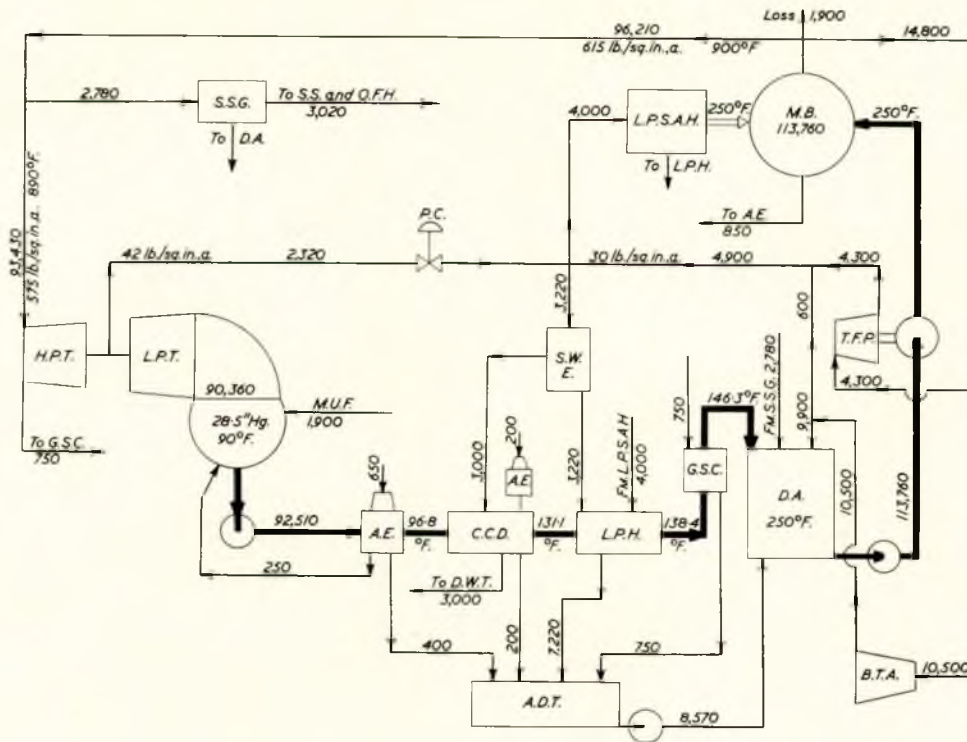 Loss 1,900
96,210
615 lb./sq.in.,a.
900°F.
14,800
2,780
S.S.G.
To S.S. and O.F.H.
3,020
To D.A.
4,000
L.P.S.A.H.
250°F.
M.B.
113,760
250°F.
To L.P.H.
To A.E.
850
93,430
575 lb./sq.in.a. 890°F.
P.C.
42 lb./sq.in.a.
2,320
30 lb./sq.in.a
4,900
4,300
600
H.P.T.
L.P.T.
3,220
S.W.
E.
T.F.P.
4,300
90,360
28·5"Hg.
90°F.
M.U.F.
1,900
To G.S.C.
750
750
146·3°F.
Fm.S.S.G. 2,780
9,900
650
200
3,000
A.E.
3,220
Fm.L.P.S.A.H
4,000
G.S.C.
D.A.
250°F.
10,500
113,760
92,510
A.E.
96·8
°F.
C.C.D.
131·1
°F.
L.P.H.
138·4
°F.
250
To D.W.T.
3,000
400
200
7,220
750
A.D.T.
8,570
B.T.A.
10,500